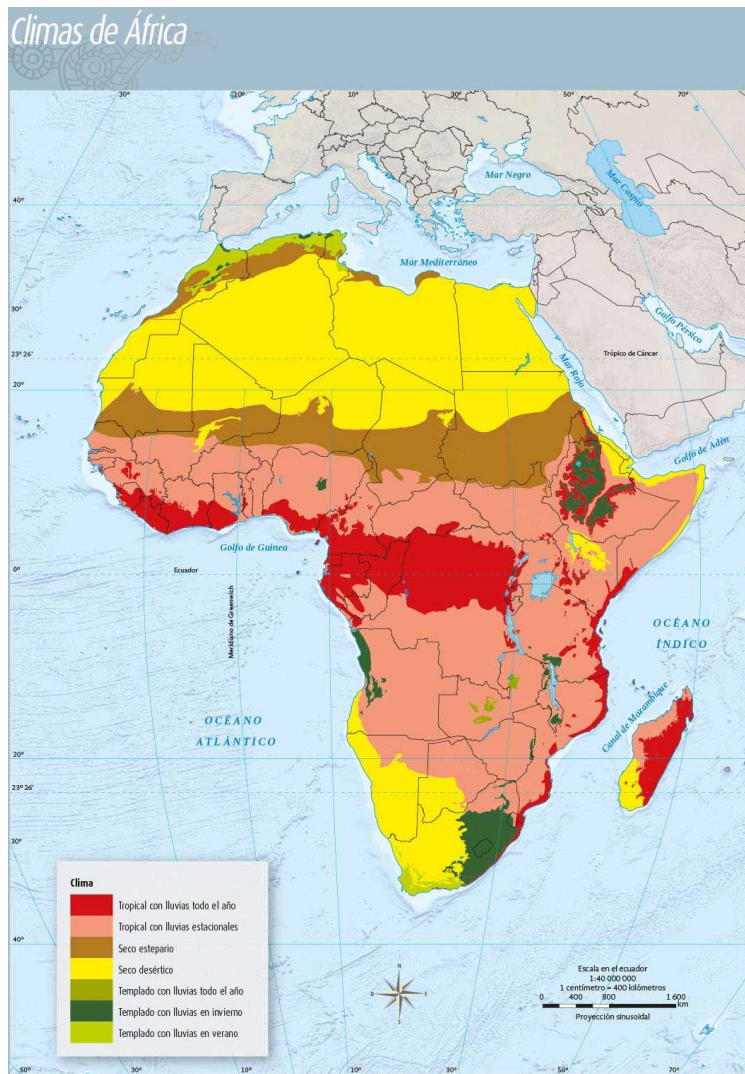 Climas de África
30°
10°
0°
10°
30°
50°
70°
40°
Mar Negro
Mar Caspio
Mar Mediterráneo
30°
Golfo Pérsico
23° 26'
Trópico de Cáncer
Mar Rojo
20°
Golfo de Adén
Golfo de Guinea
Ecuador
0°
Meridiano de Greenwich
OCÉANO
ÍNDICO
OCÉANO
ATLÁNTICO
Canal de Mozambique
20°
23° 26'
30°
40°
Clima
Tropical con lluvias todo el año
Tropical con lluvias estacionales
Seco estepario
Seco desértico
Templado con lluvias todo el año
Templado con lluvias en invierno
Templado con lluvias en verano
N
E
S
Escala en el ecuador
1:40 000 000
1 centímetro = 400 kilómetros
0 400 800 1 600
km
Proyección sinusoidal
50°
30°
10°
0°
10°
30°
50°
70°